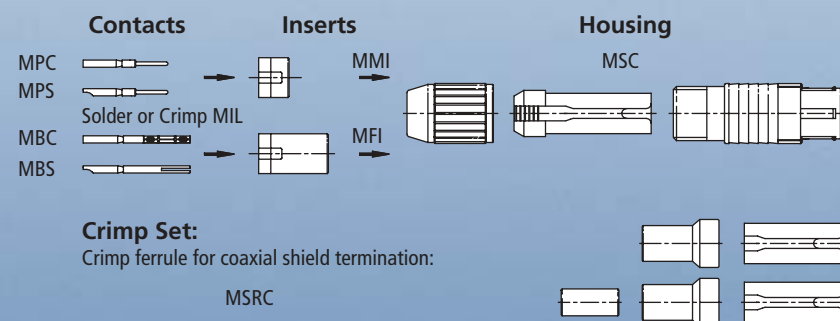 Contacts Inserts Housing
MPC MMI MSC
MPS
Solder or Crimp MIL
MBC MFI
MBS
Crimp Set:
Crimp ferrule for coaxial shield termination:
MSRC